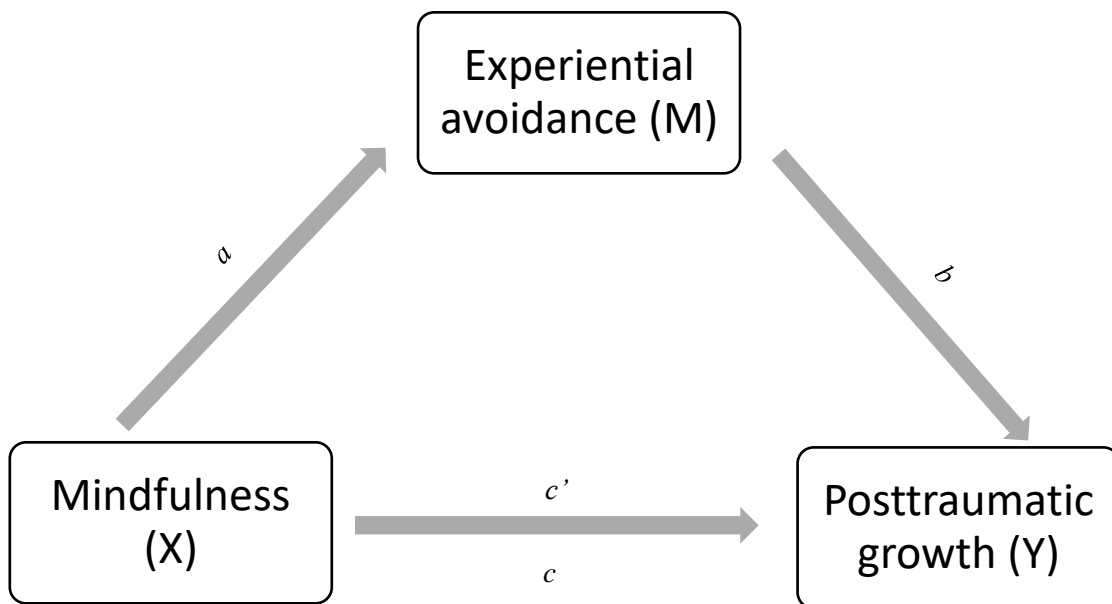 Experiential
avoidance (M)
a
b
Mindfulness
(X)
c’
c
Posttraumatic
growth (Y)